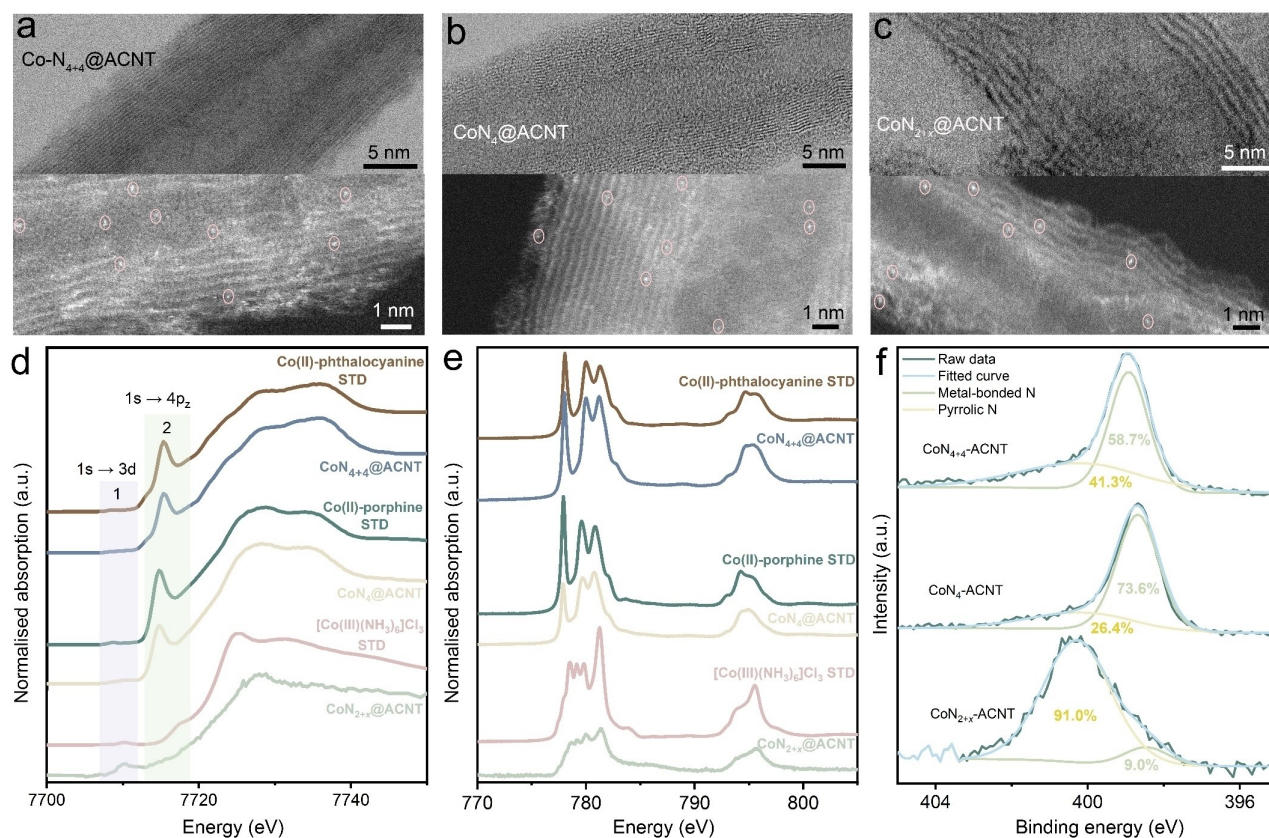 a
Co-N4+4@ACNT
5 nm
1 nm
b
CoN4@ACNT
5 nm
1 nm
c
CoN2+x@ACNT
5 nm
1 nm
d
Normalised absorption (a.u.)
Co(II)-phthalocyanine
STD
1s → 4pz
2
1s → 3d
1
CoN4+4@ACNT
Co(II)-porphine
STD
CoN4@ACNT
[Co(III)(NH3)6]Cl3
STD
CoN2+x@ACNT
7700 7720 7740
Energy (eV)
e
Normalised absorption (a.u.)
Co(II)-phthalocyanine STD
CoN4+4@ACNT
Co(II)-porphine STD
CoN4@ACNT
[Co(III)(NH3)6]Cl3 STD
CoN2+x@ACNT
770 780 790 800
Energy (eV)
f
Intensity (a.u.)
Raw data
Fitted curve
Metal-bonded N
Pyrrolic N
CoN4+4-ACNT
58.7%
41.3%
CoN4-ACNT
73.6%
26.4%
CoN2+x-ACNT
91.0%
9.0%
404 400 396
Binding energy (eV)